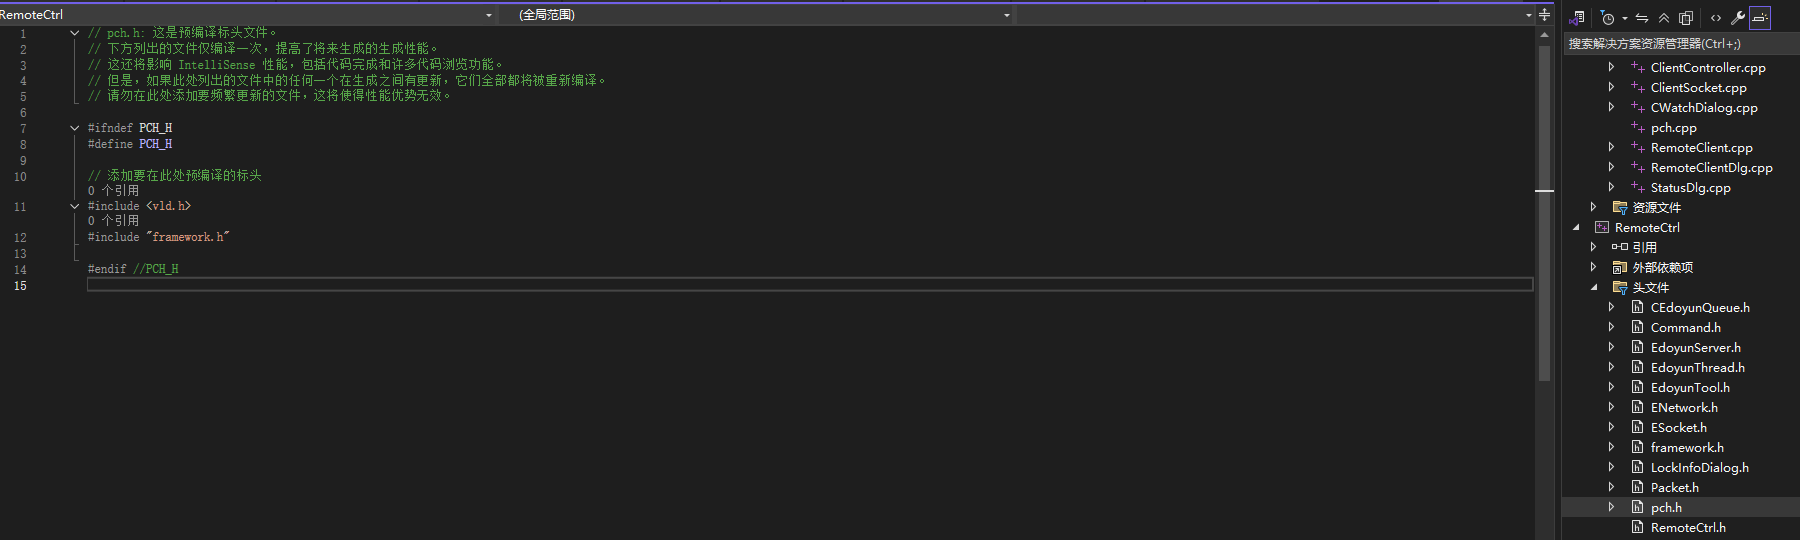 RemoteCtrl
(全局范围)
1 // pch.h: 这是预编译标头文件。
2 // 下方列出的文件仅编译一次，提高了将来生成的生成性能。
3 // 这还将影响 IntelliSense 性能，包括代码完成和许多代码浏览功能。
4 // 但是，如果此处列出的文件中的任何一个在生成之间有更新，它们全部都将被重新编译。
5 // 请勿在此处添加要频繁更新的文件，这将使得性能优势无效。
6
7 #ifndef PCH_H
8 #define PCH_H
9
10 // 添加要在此处预编译的标头
0 个引用
11 #include <vld.h>
0 个引用
12 #include "framework.h"
13
14 #endif //PCH_H
15
搜索解决方案资源管理器(Ctrl+;)
ClientController.cpp
ClientSocket.cpp
CWatchDialog.cpp
pch.cpp
RemoteClient.cpp
RemoteClientDlg.cpp
StatusDlg.cpp
资源文件
RemoteCtrl
引用
外部依赖项
头文件
CEdoyunQueue.h
Command.h
EdoyunServer.h
EdoyunThread.h
EdoyunTool.h
ENetwork.h
ESocket.h
framework.h
LockInfoDialog.h
Packet.h
pch.h
RemoteCtrl.h